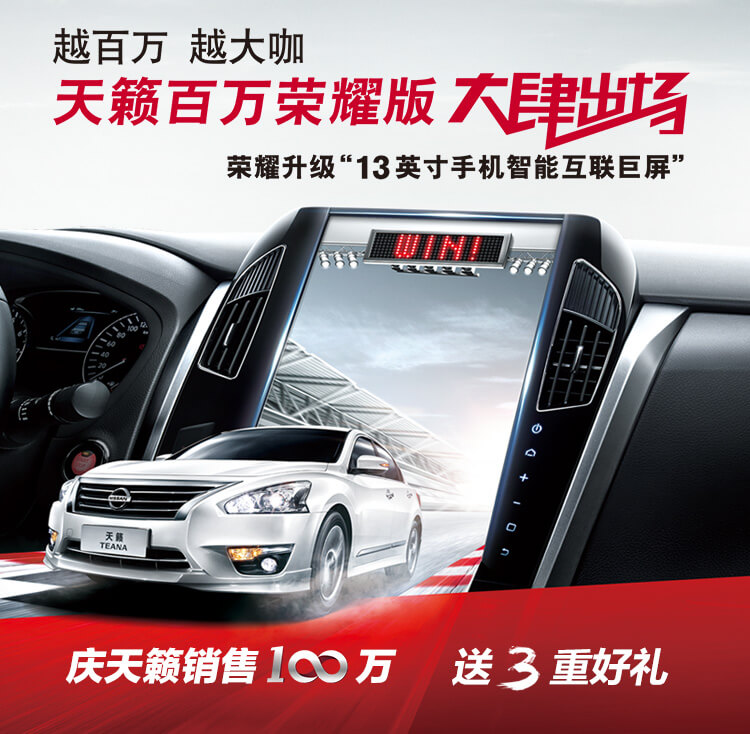 越百万 越大咖
天籁百万荣耀版 大肆出场
荣耀升级“13英寸手机智能互联巨屏”
WIN!
NISSAN
天籁
TEANA
庆天籁销售100万 送3重好礼